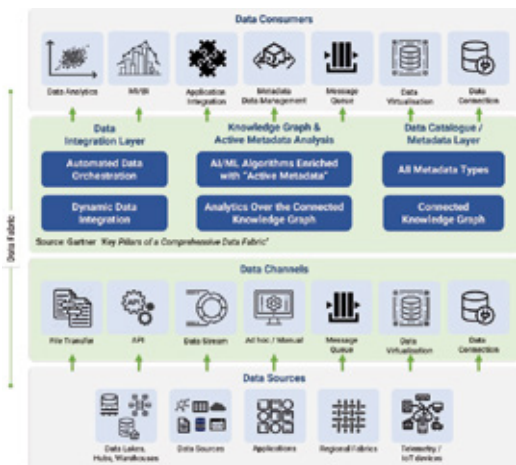 Data Consumers
Data Analytics
MI/BI
Application
Integration
Metadata
Data Management
Message
Queue
Data
Virtualisation
Data
Connection
Data
Integration Layer
Automated Data
Orchestration
Dynamic Data
Integration
Knowledge Graph &
Active Metadata Analysis
AI/ML Algorithms Enriched
with "Active Metadata"
Analytics Over the Connected
Knowledge Graph
Data Catalogue /
Metadata Layer
All Metadata Types
Connected
Knowledge Graph
Source: Gartner "Key Pillars of a Comprehensive Data Fabric"
Data Fabric
Data Channels
File Transfer
API
API
Data Stream
Ad hoc / Manual
Message
Queue
Data
Virtualisation
Data
Connection
Data Sources
Data Lakes,
Hubs, Warehouses
Data Sources
Applications
Regional Fabrics
Telemetry /
IoT devices